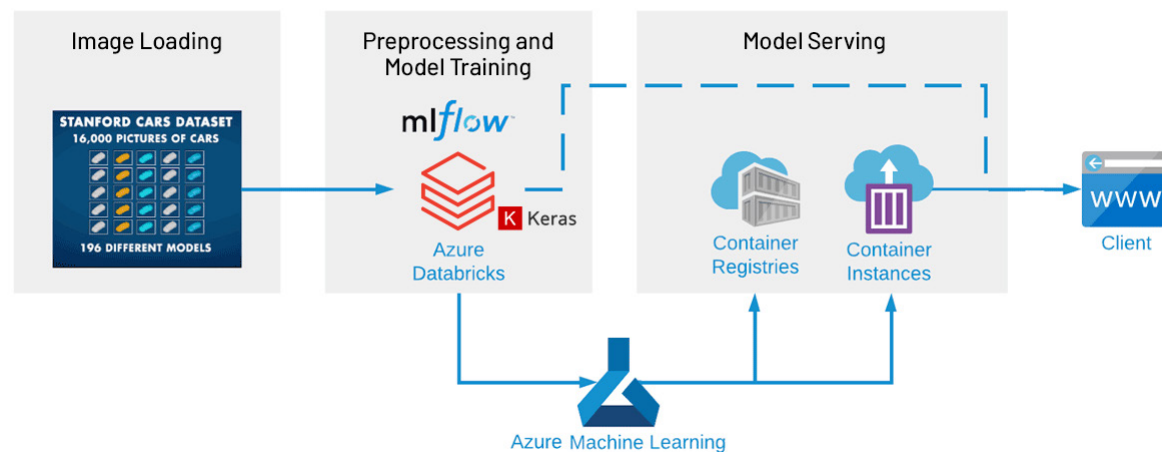 Image Loading
STANFORD CARS DATASET
16,000 PICTURES OF CARS
196 DIFFERENT MODELS
Preprocessing and
Model Training
mlflow™
K Keras
Azure
Databricks
Model Serving
Container
Registries
Container
Instances
WWW
Client
Azure Machine Learning